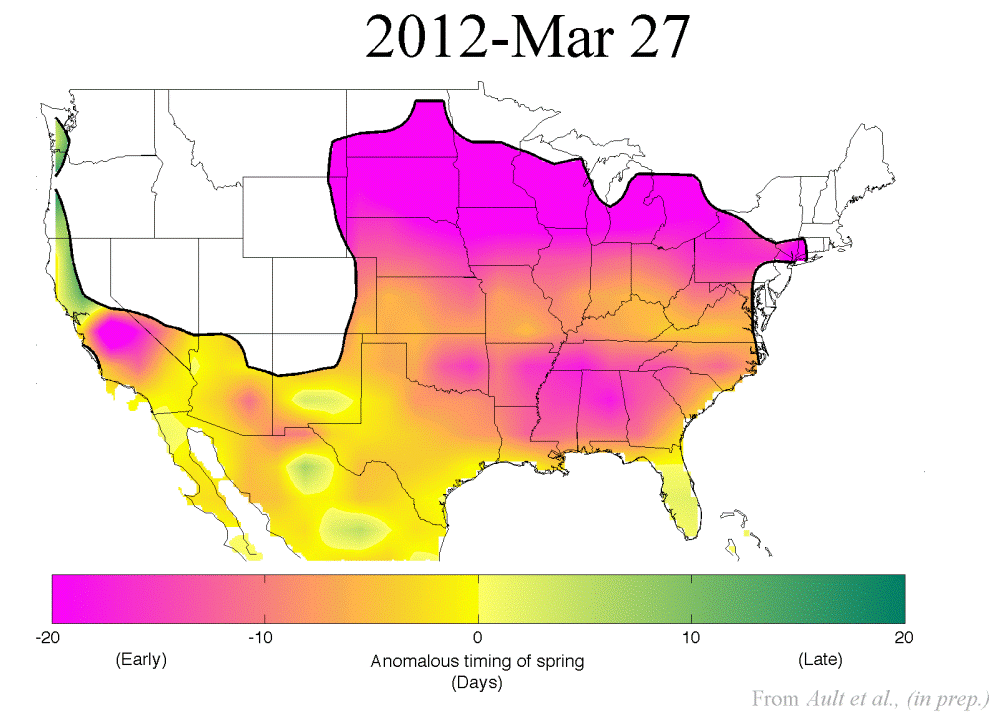 2012-Mar 27
-20 -10 0 10 20
(Early) Anomalous timing of spring (Late)
(Days)
From Ault et al., (in prep.)